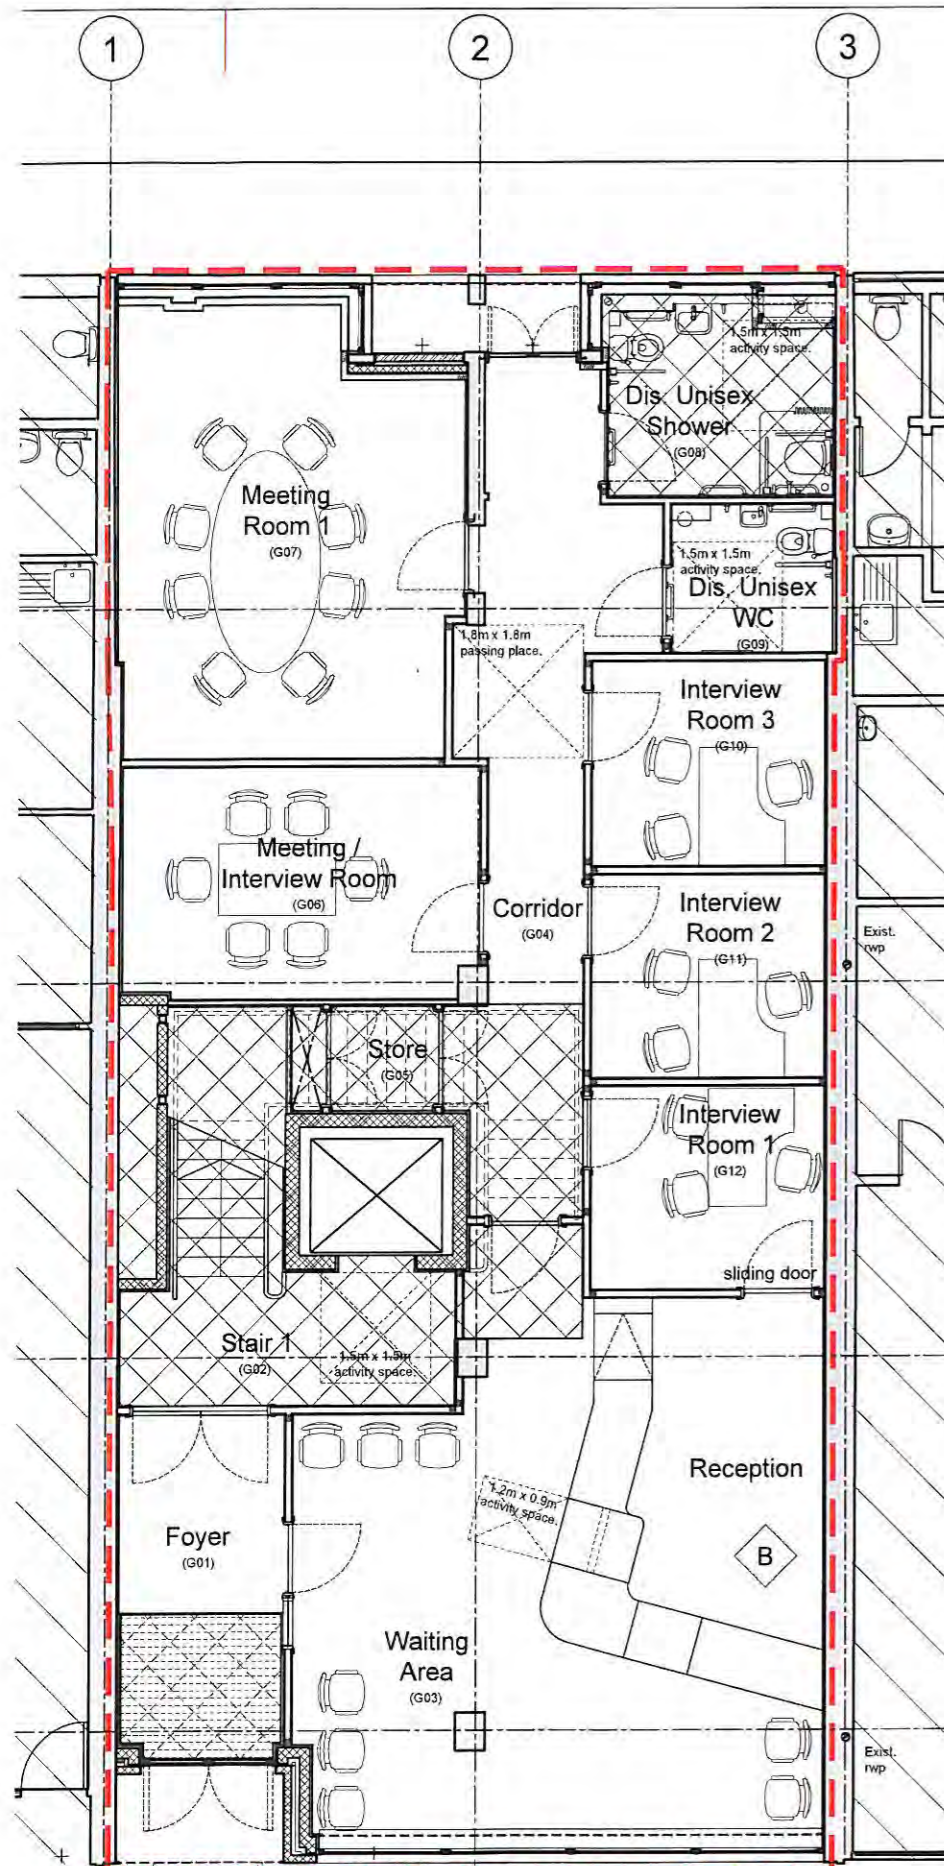 1
2
3
1.5m x 1.5m
activity space.
Dis. Unisex
Shower
(G08)
Meeting
Room 1
(G07)
1.5m x 1.5m
activity space.
Dis. Unisex
WC
(G09)
1.8m x 1.8m
passing place.
Interview
Room 3
(G10)
Meeting /
Interview Room
(G06)
Corridor
(G04)
Interview
Room 2
(G11)
Exist.
rwp
Store
(G05)
Interview
Room 1
(G12)
sliding door
Stair 1
(G02)
1.5m x 1.5m
activity space.
Reception
1.2m x 0.9m
activity space.
Foyer
(G01)
B
Waiting
Area
(G03)
Exist.
rwp